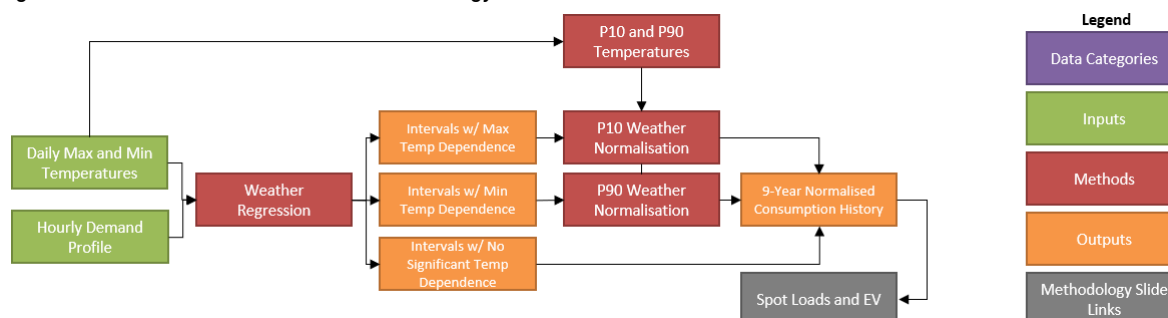 P10 and P90
Temperatures
Legend
Data Categories
Inputs
Methods
Outputs
Methodology Slide
Links
Daily Max and Min
Temperatures
Hourly Demand
Profile
Weather
Regression
Intervals w/ Max
Temp Dependence
Intervals w/ Min
Temp Dependence
Intervals w/ No
Significant Temp
Dependence
P10 Weather
Normalisation
P90 Weather
Normalisation
9-Year Normalised
Consumption History
Spot Loads and EV